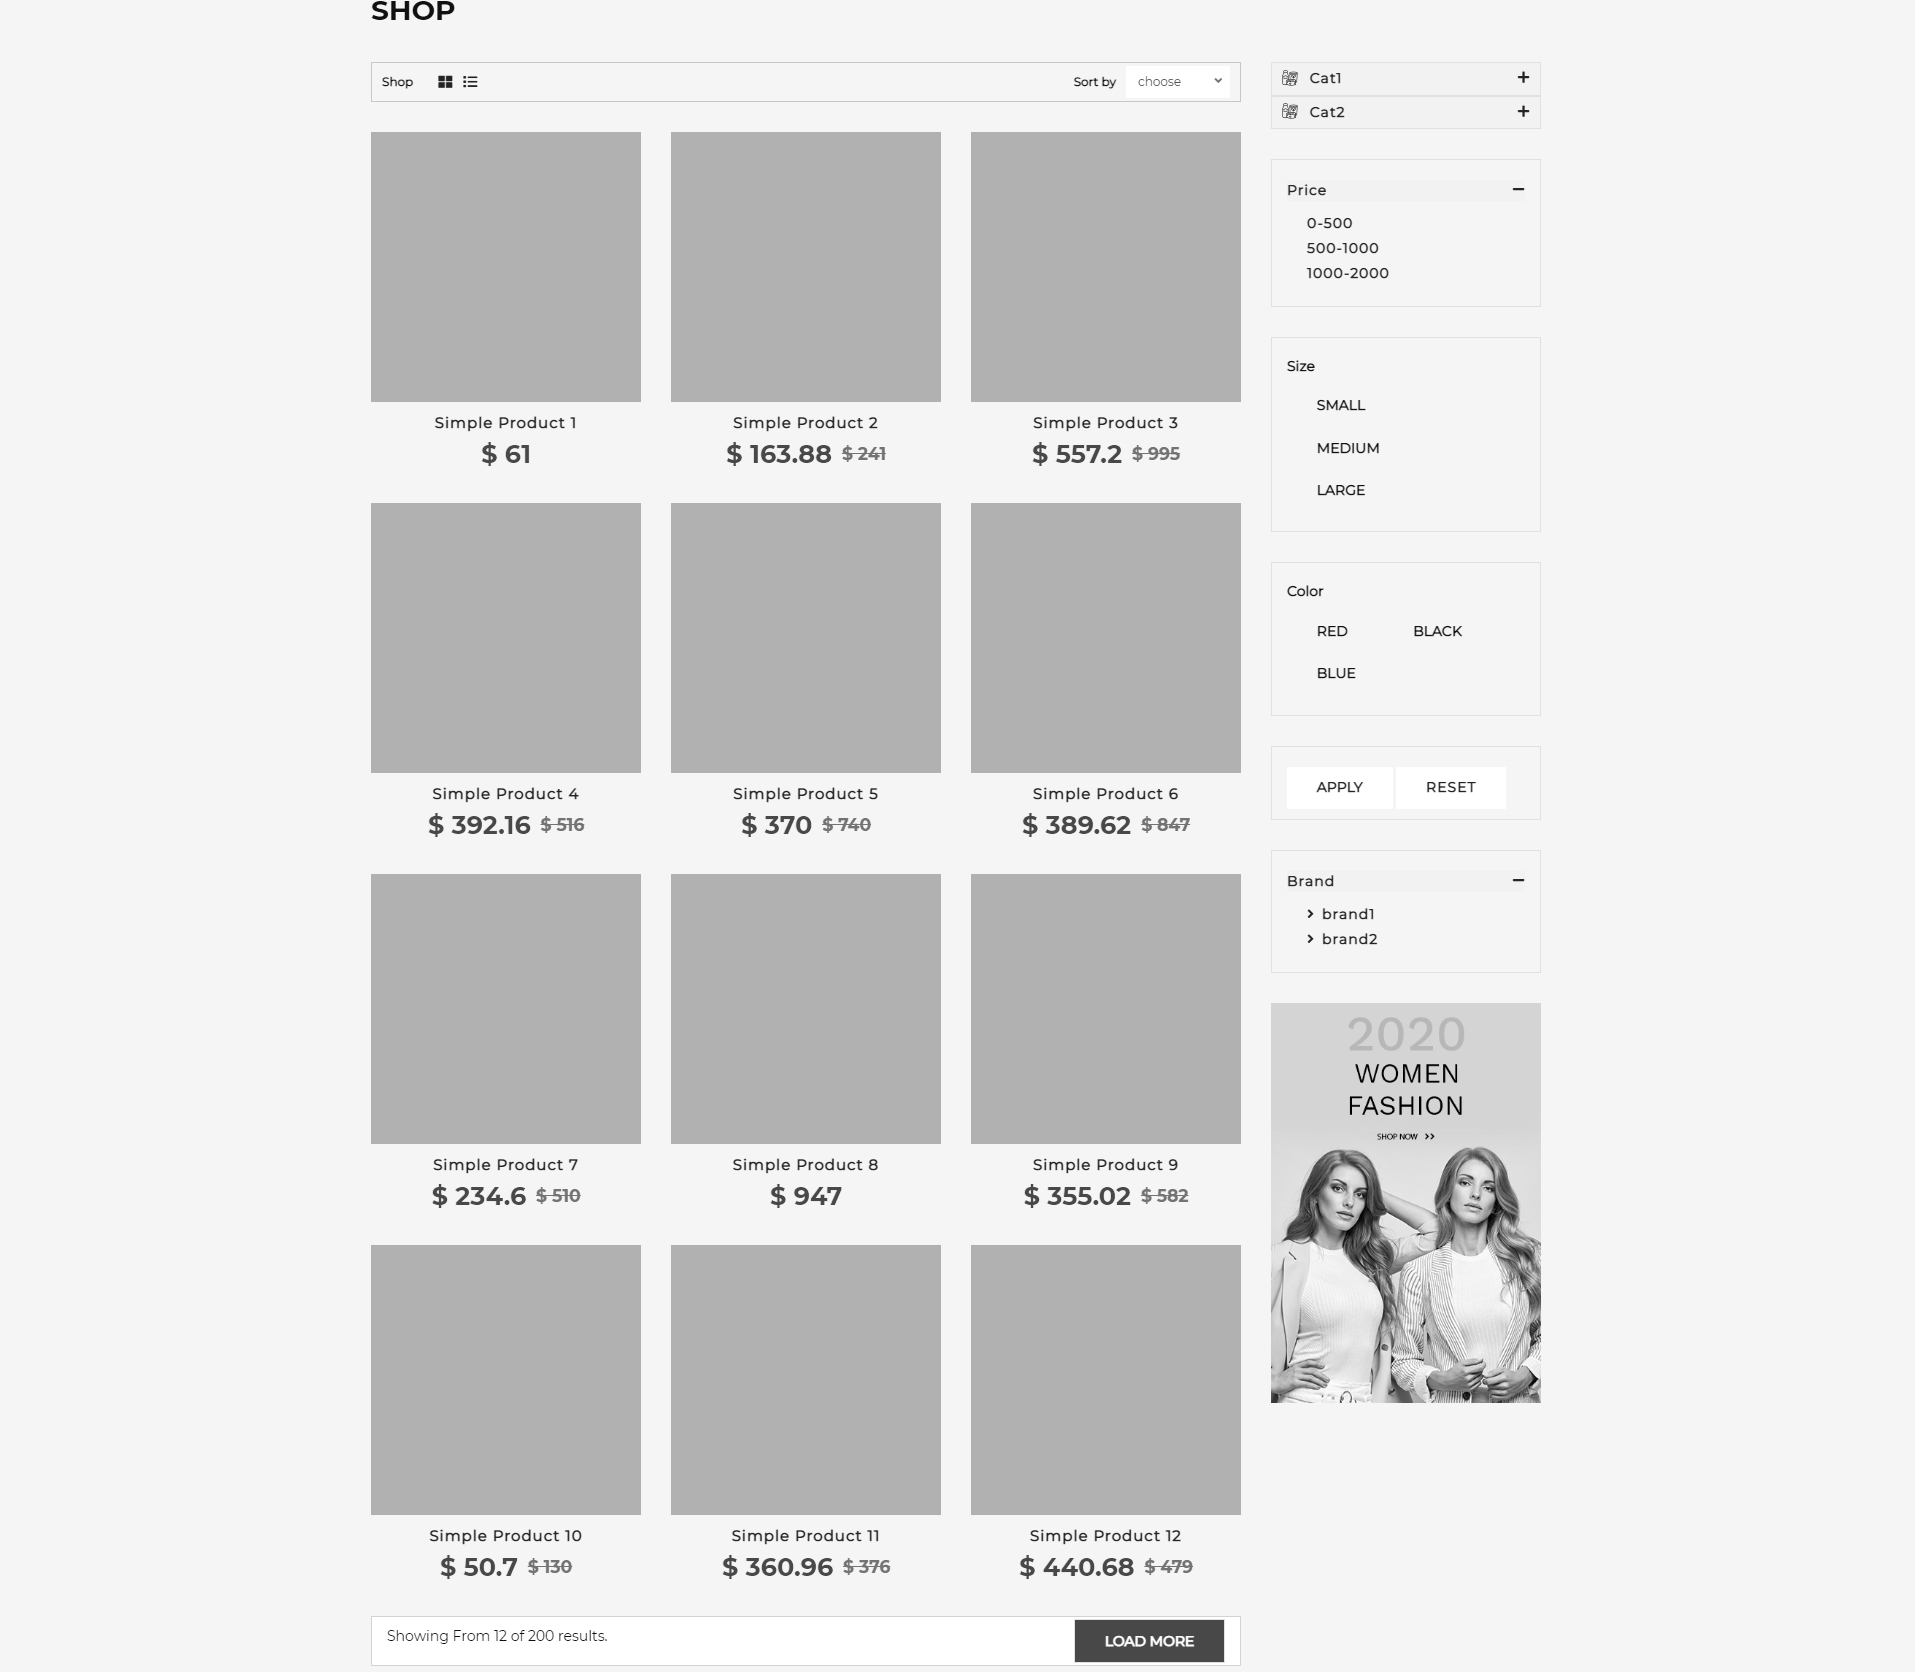 SHOP
Shop
Sort by choose
Simple Product 1
$ 61
Simple Product 2
$ 163.88 $ 241
Simple Product 3
$ 557.2 $ 995
Simple Product 4
$ 392.16 $ 516
Simple Product 5
$ 370 $ 740
Simple Product 6
$ 389.62 $ 847
Simple Product 7
$ 234.6 $ 510
Simple Product 8
$ 947
Simple Product 9
$ 355.02 $ 582
Simple Product 10
$ 50.7 $ 130
Simple Product 11
$ 360.96 $ 376
Simple Product 12
$ 440.68 $ 479
Showing From 12 of 200 results.
LOAD MORE
Cat1
Cat2
Price
0-500
500-1000
1000-2000
Size
SMALL
MEDIUM
LARGE
Color
RED BLACK
BLUE
APPLY RESET
Brand
brand1
brand2
2020
WOMEN
FASHION
SHOP NOW